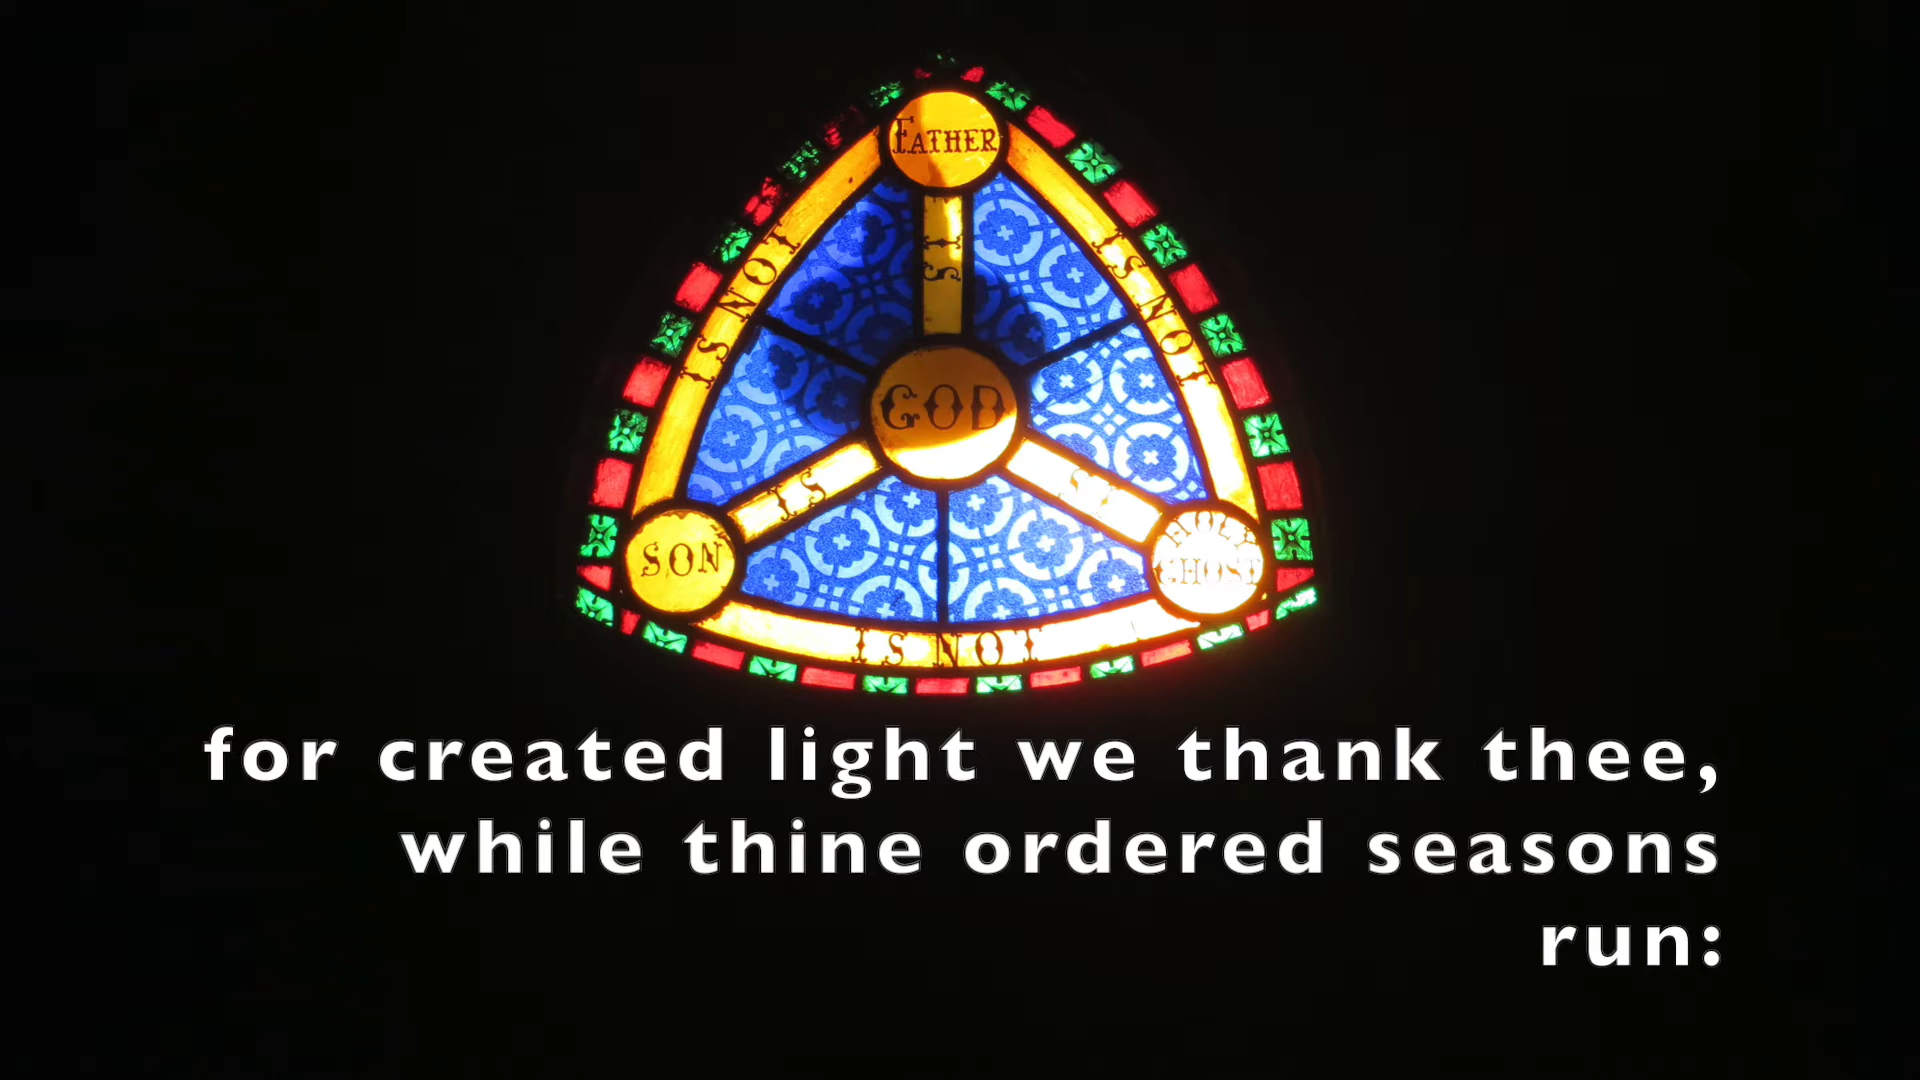 FATHER
IS NOT
IS
IS NOT
GOD
IS
IS
SON
HOLY
GHOST
IS NOT
for created light we thank thee,
while thine ordered seasons
run: